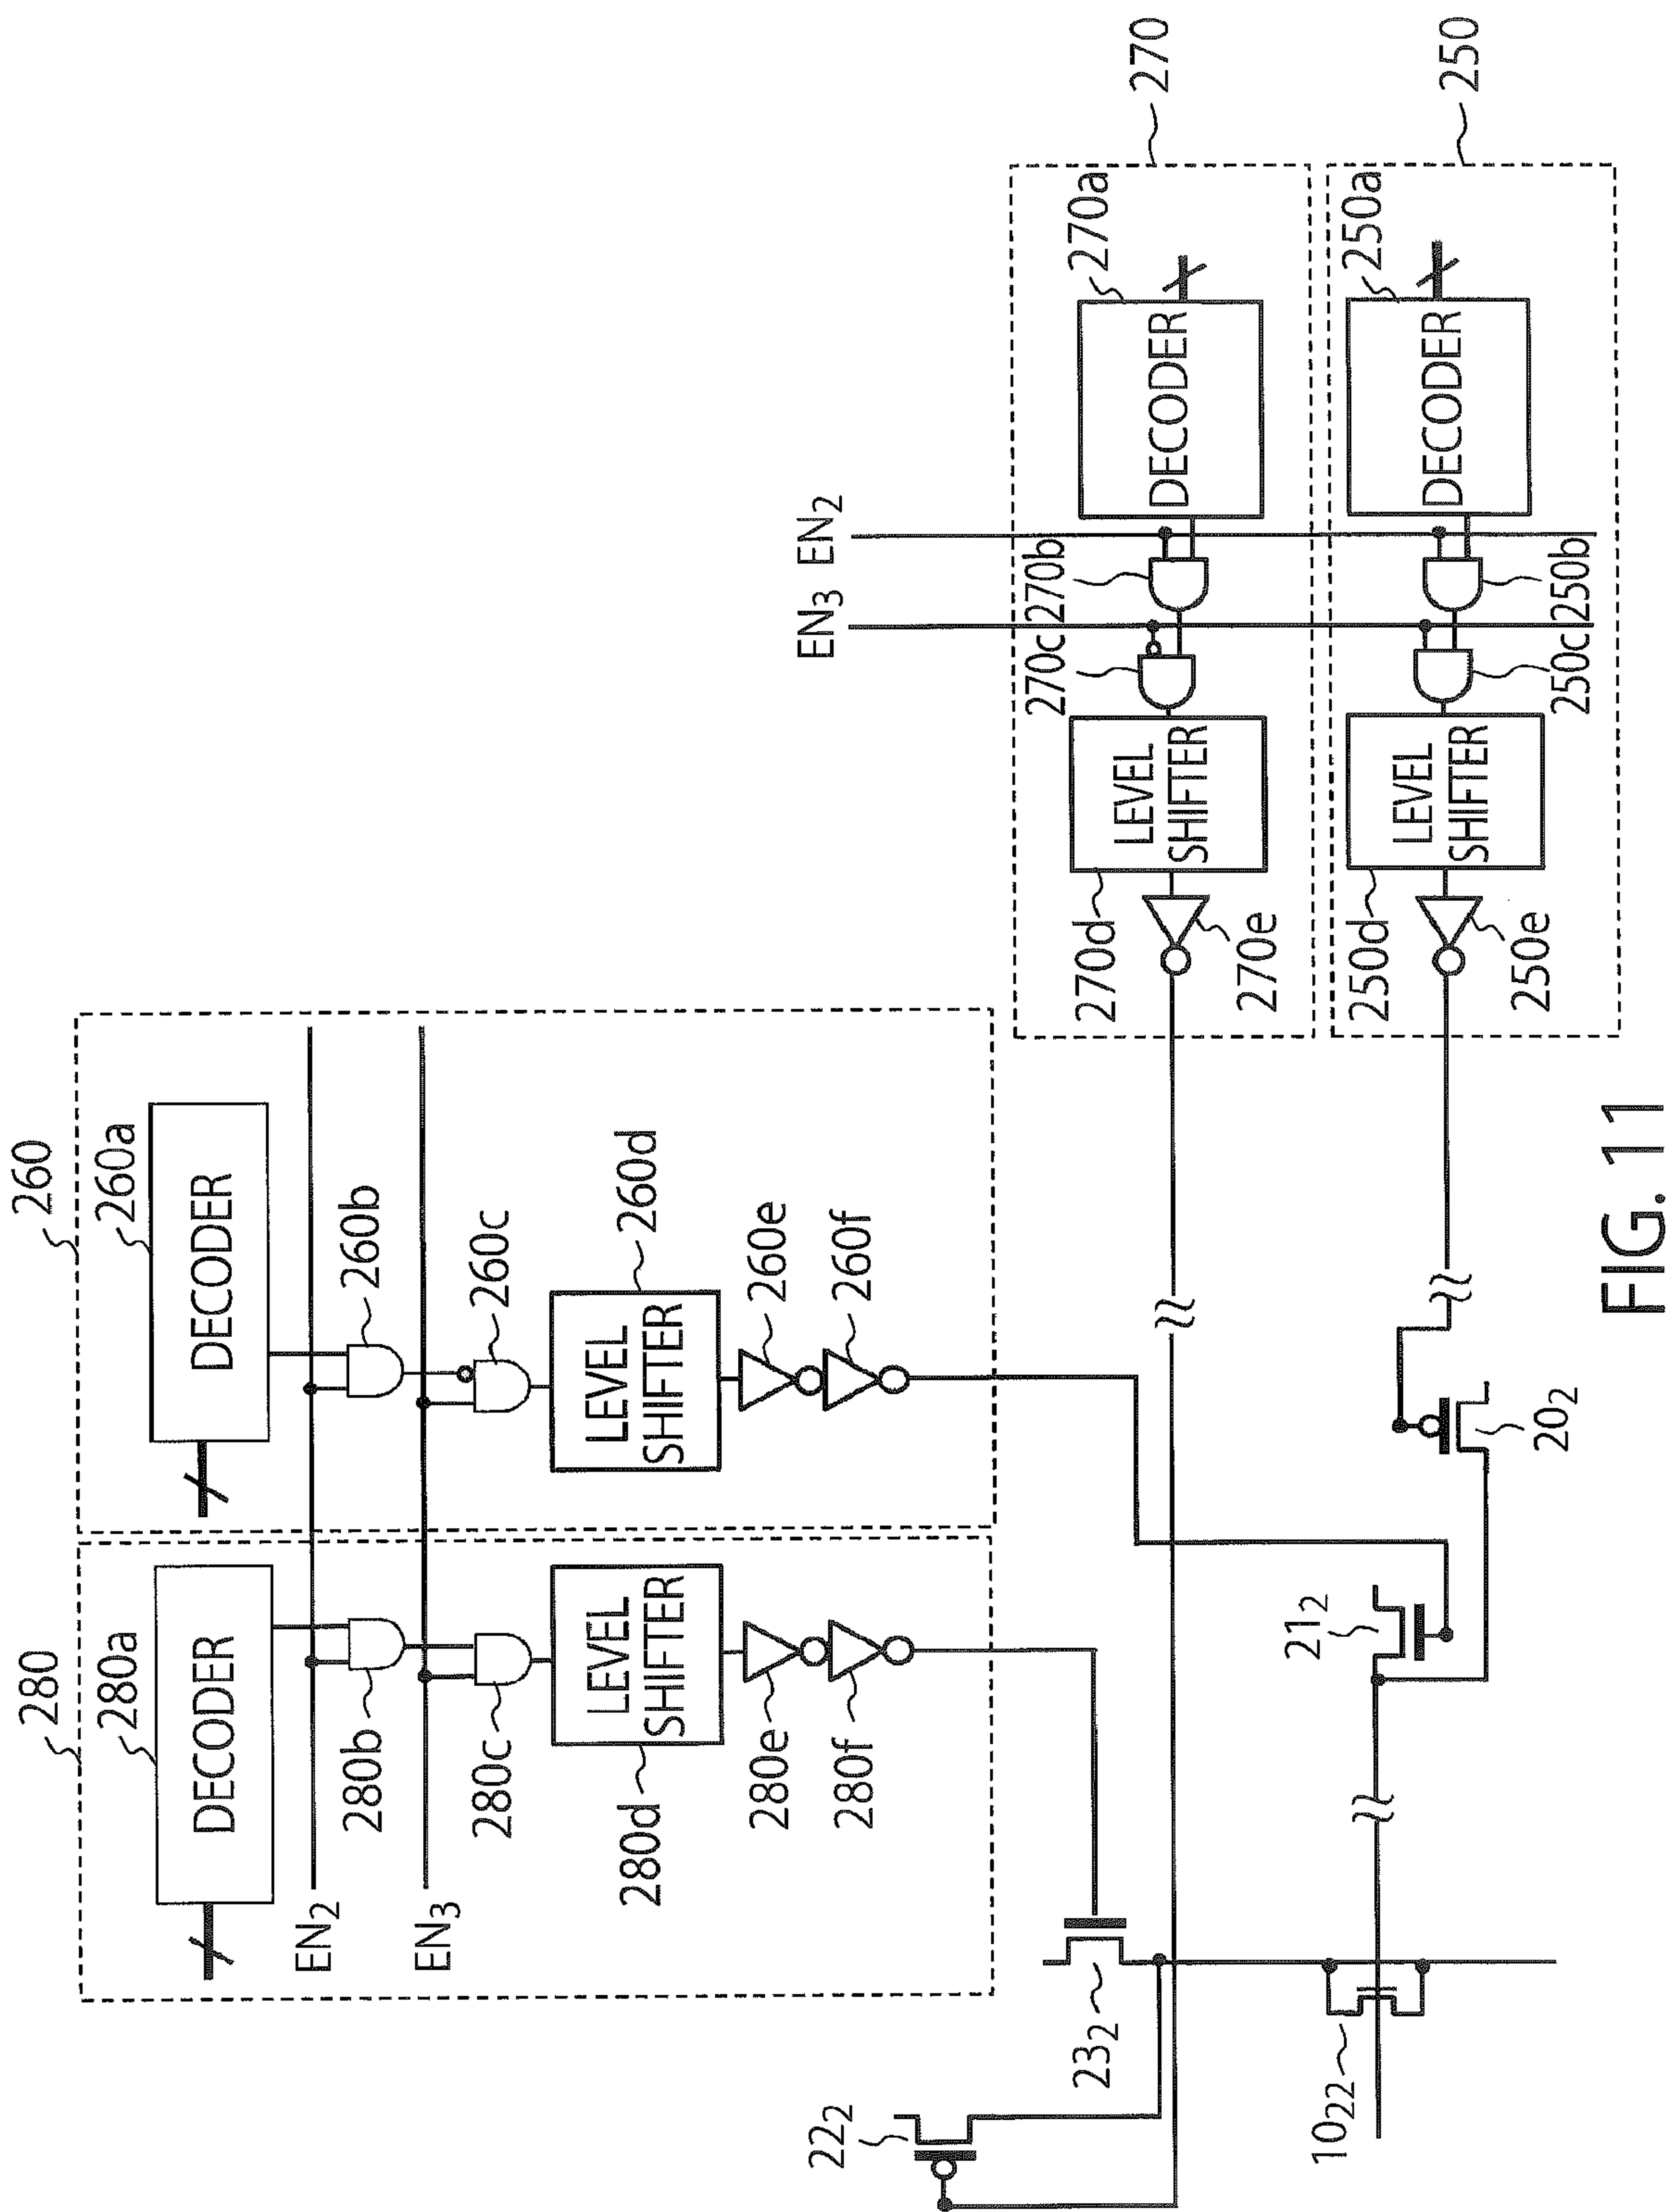 280
280a
DECODER
EN2
280b
EN3
280c
LEVEL
SHIFTER
280d
280e
280f
260
260a
DECODER
260b
260c
LEVEL
SHIFTER
260d
260e
260f
EN3
EN2
270
270a
DECODER
270b
270c
LEVEL
SHIFTER
270d
270e
250
250a
DECODER
250b
250c
LEVEL
SHIFTER
250d
250e
222
232
1022
212
202
FIG. 11